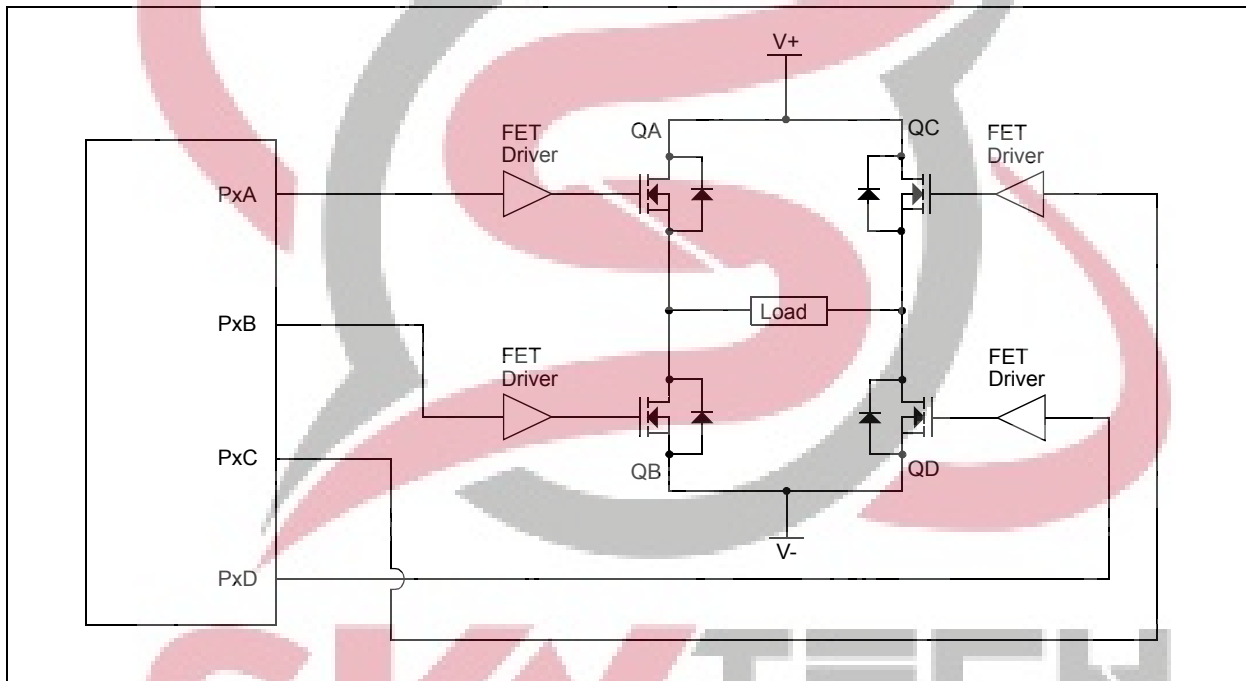 V+
QA
QC
FET
Driver
FET
Driver
PxA
Load
PxB
FET
Driver
FET
Driver
PxC
QB
QD
V-
PxD